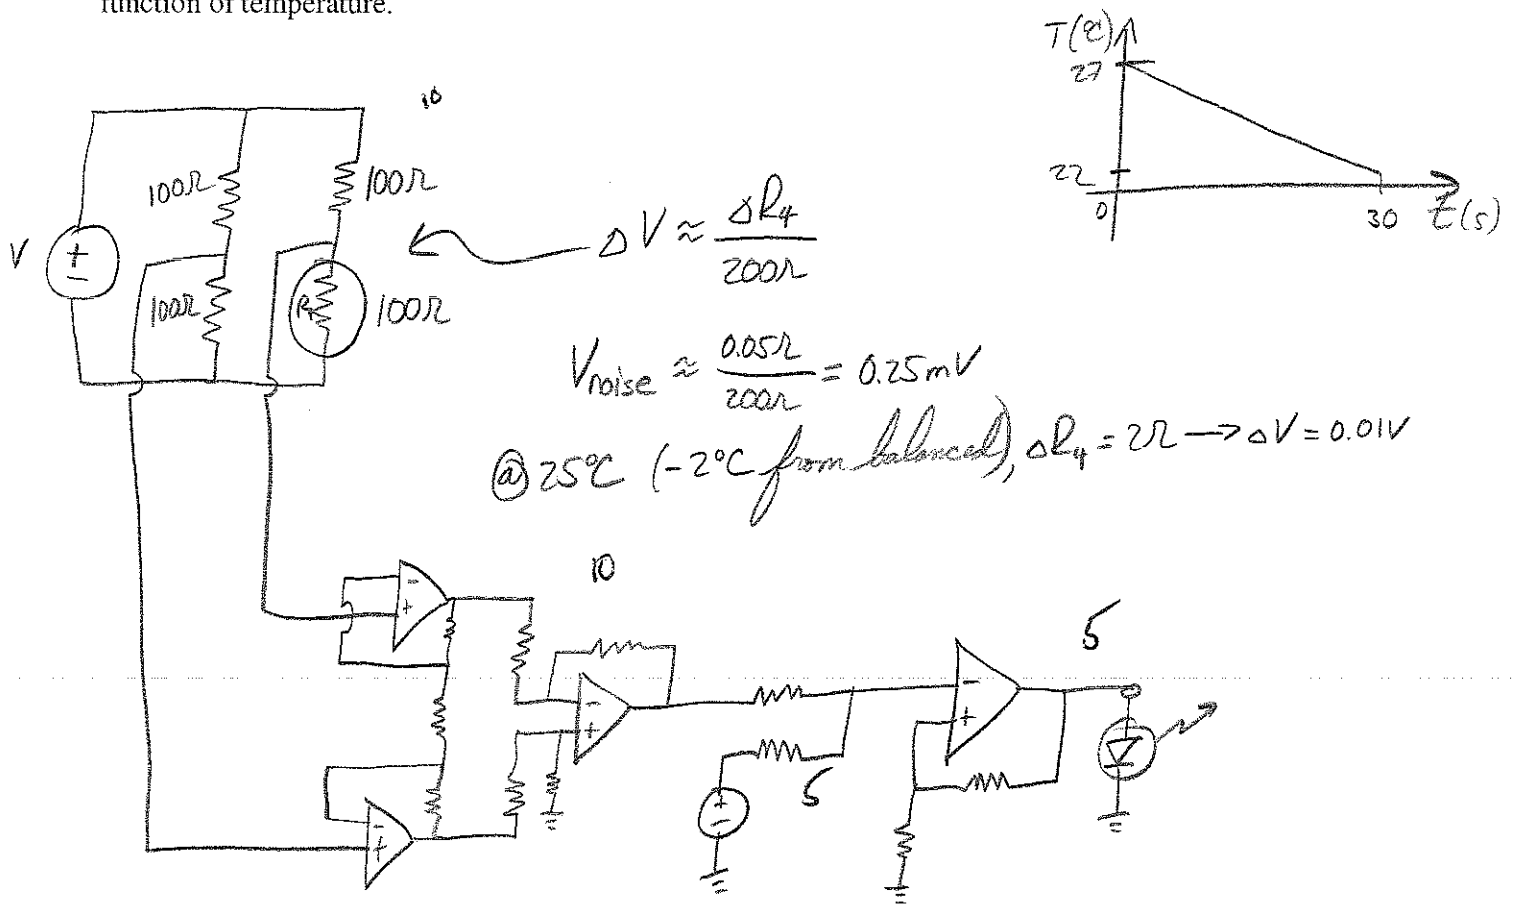 function of temperature.
T(°C)
27
22
0
30
t(s)
10
100Ω
100Ω
V
+
−
100Ω
R₄
100Ω
ΔV ≈ ΔR₄ / 200Ω
Vnoise ≈ 0.05Ω / 200Ω = 0.25mV
@ 25°C (-2°C from balanced), ΔR₄ = 2Ω → ΔV = 0.01V
10
−
+
5
−
+
−
+
5
+
−
−
+